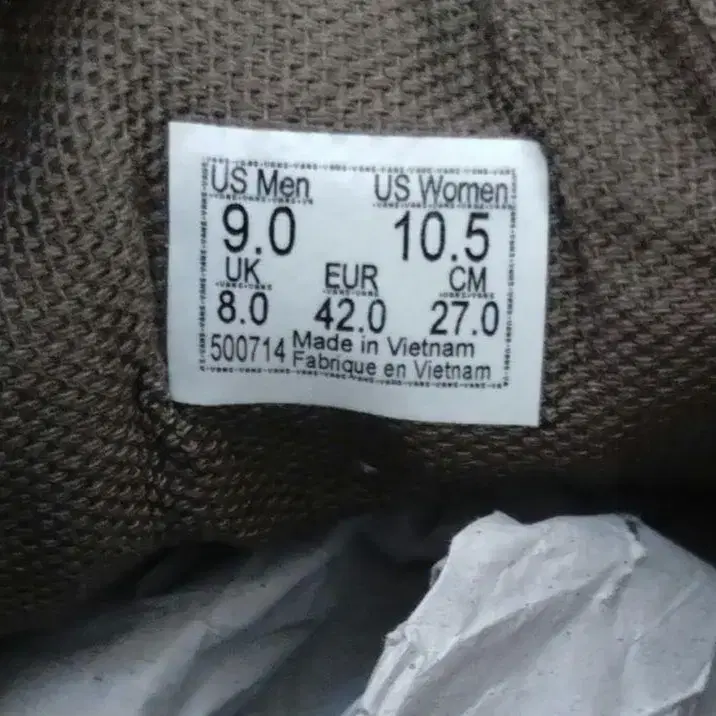 US Men US Women
9.0 10.5
UK EUR CM
8.0 42.0 27.0
500714 Made in Vietnam
Fabrique en Vietnam